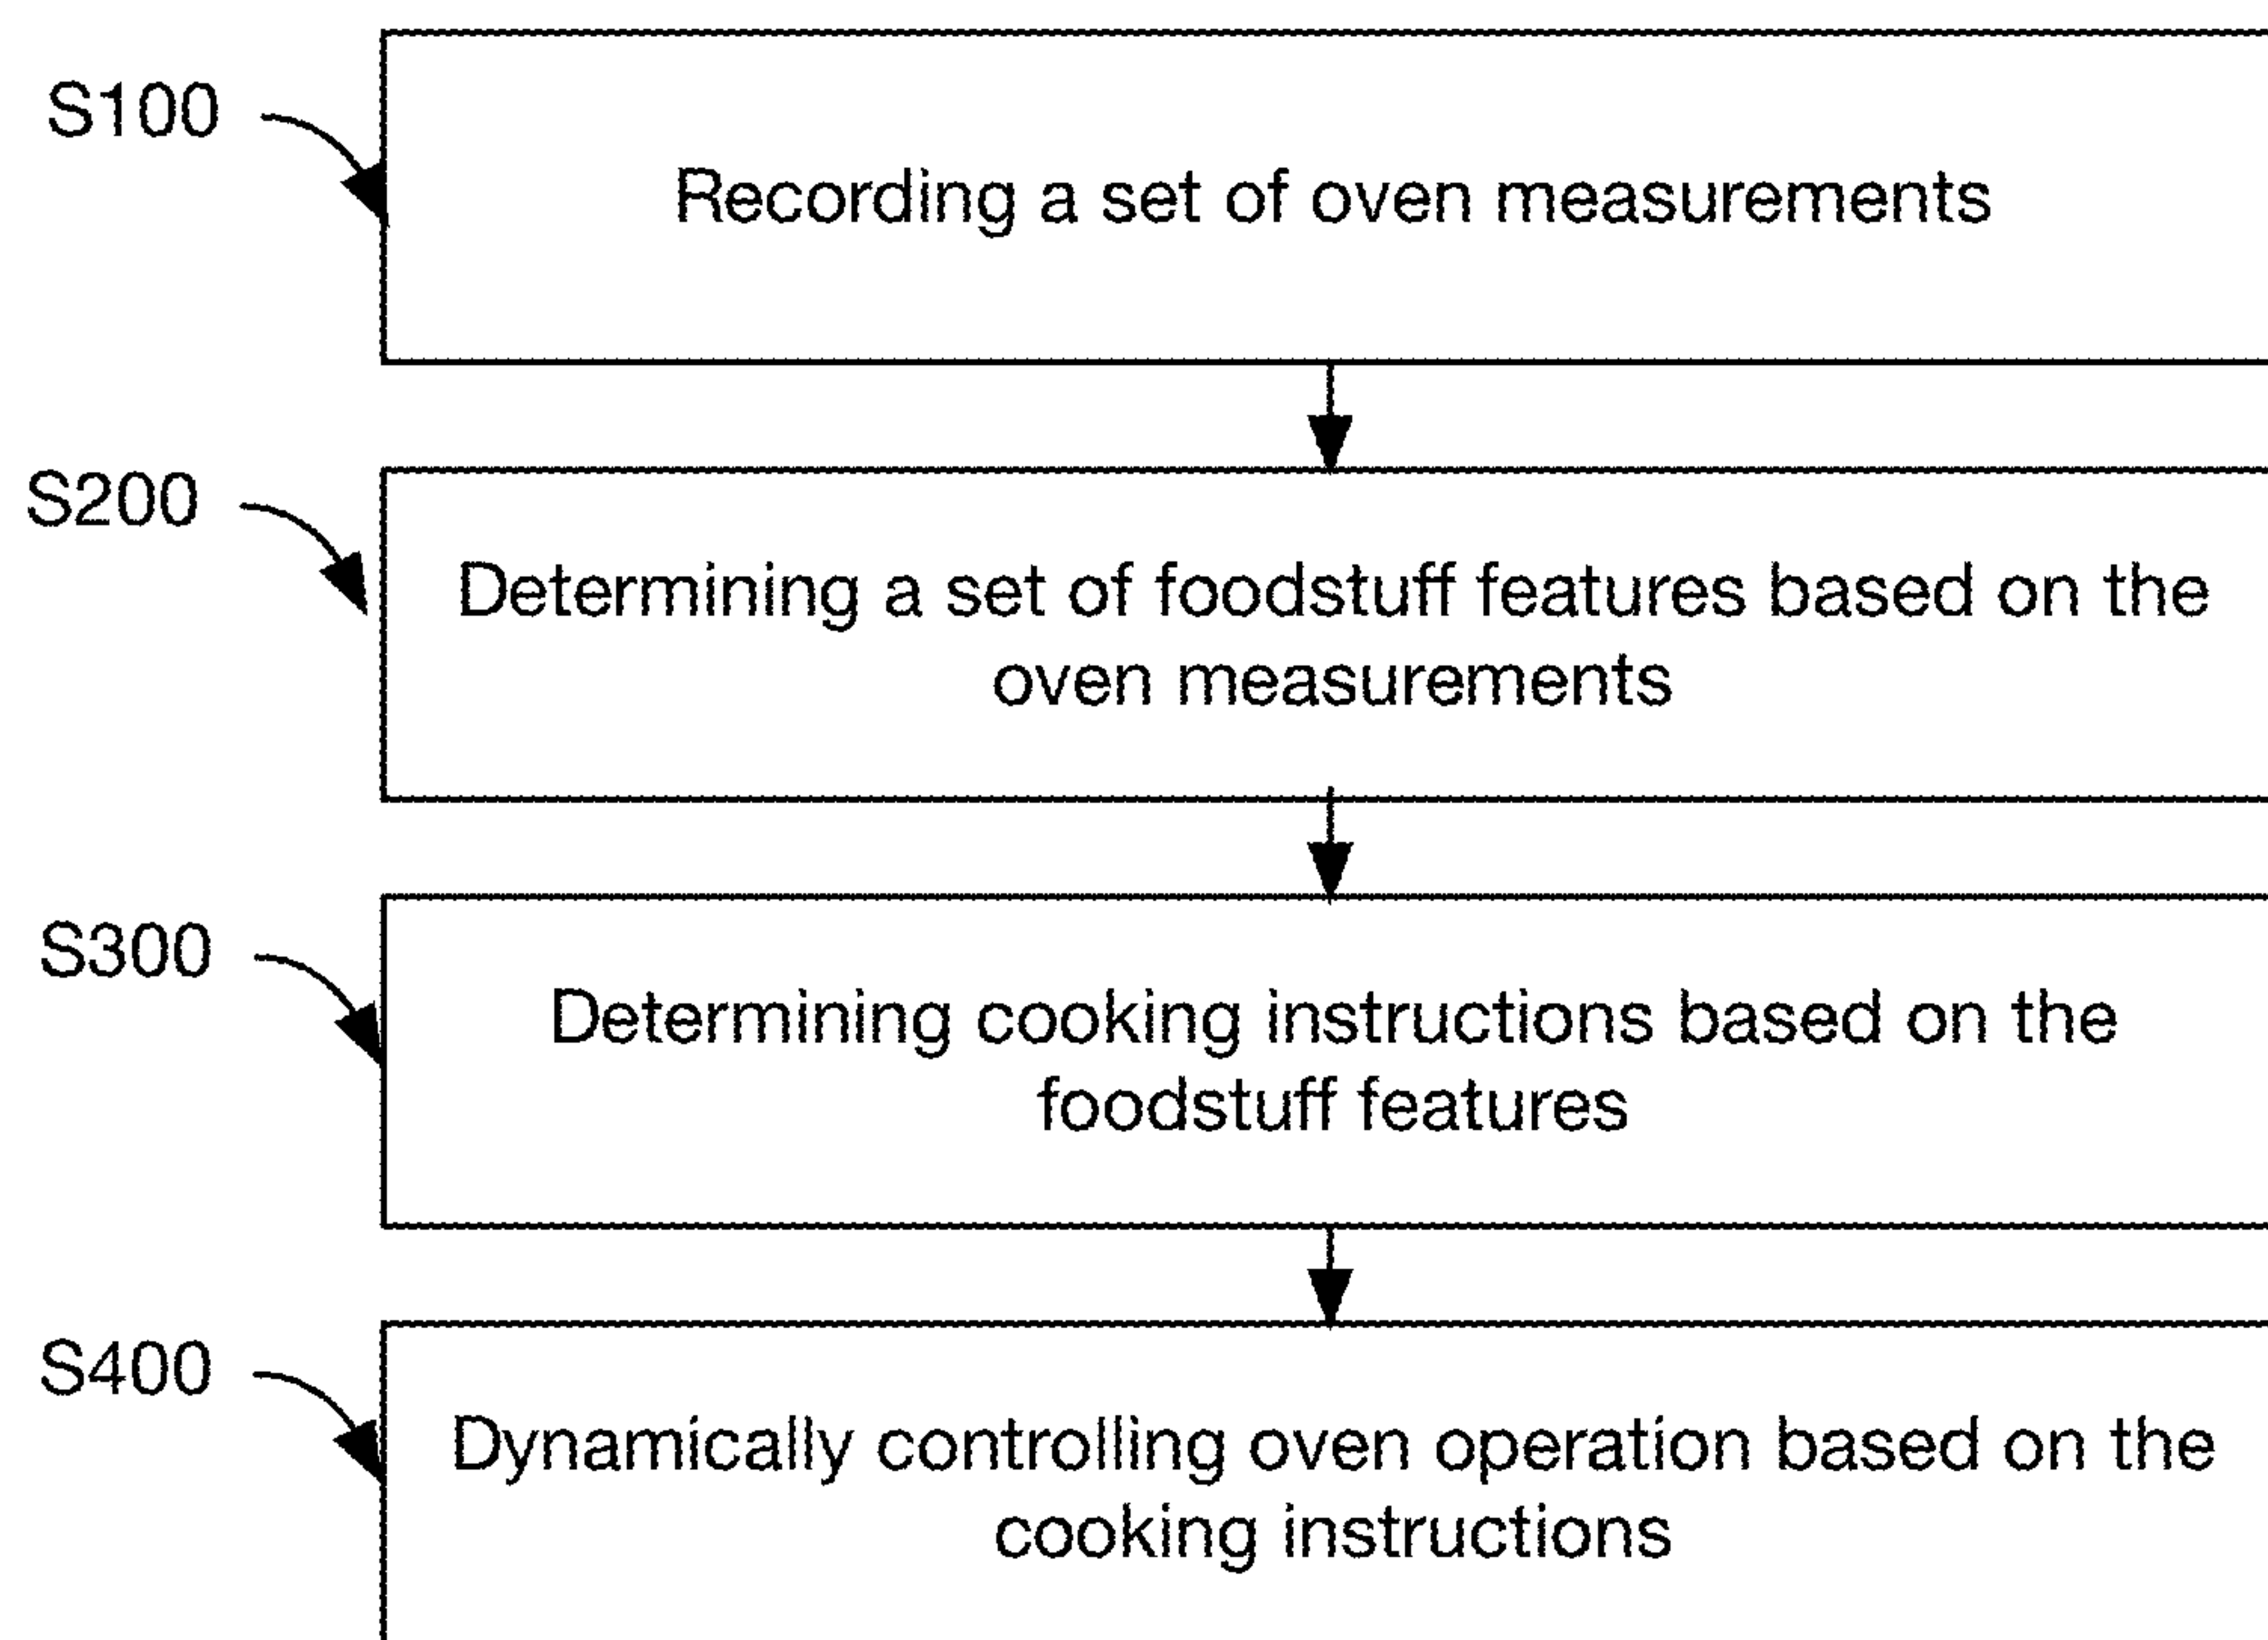 S100
Recording a set of oven measurements
S200
Determining a set of foodstuff features based on the
oven measurements
S300
Determining cooking instructions based on the
foodstuff features
S400
Dynamically controlling oven operation based on the
cooking instructions